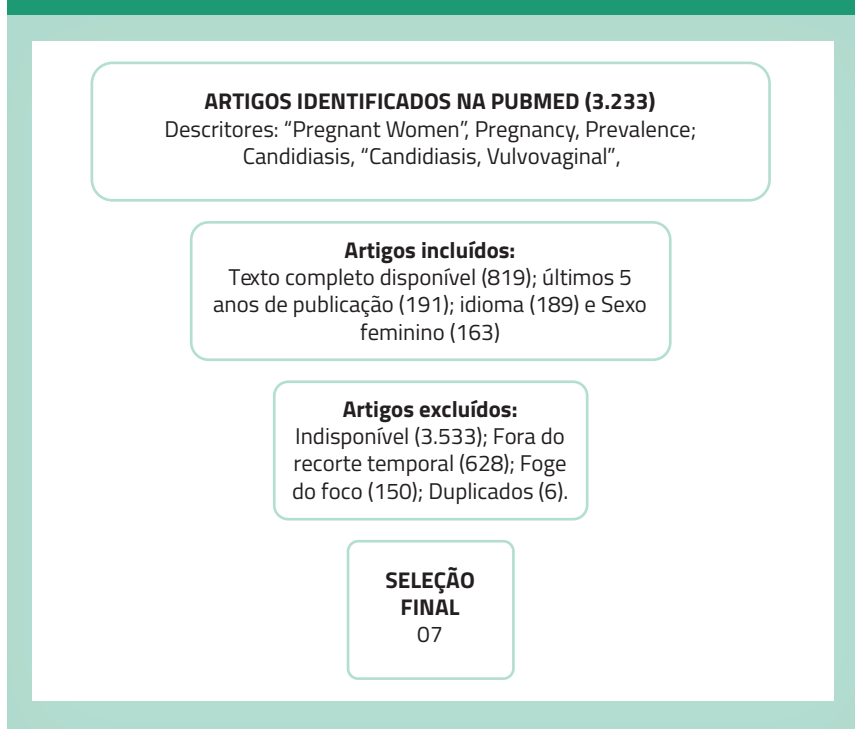 ARTIGOS IDENTIFICADOS NA PUBMED (3.233)
Descritores: “Pregnant Women”, Pregnancy, Prevalence;
Candidiasis, “Candidiasis, Vulvovaginal”,
Artigos incluídos:
Texto completo disponível (819); últimos 5
anos de publicação (191); idioma (189) e Sexo
feminino (163)
Artigos excluídos:
Indisponível (3.533); Fora do
recorte temporal (628); Foge
do foco (150); Duplicados (6).
SELEÇÃO
FINAL
07